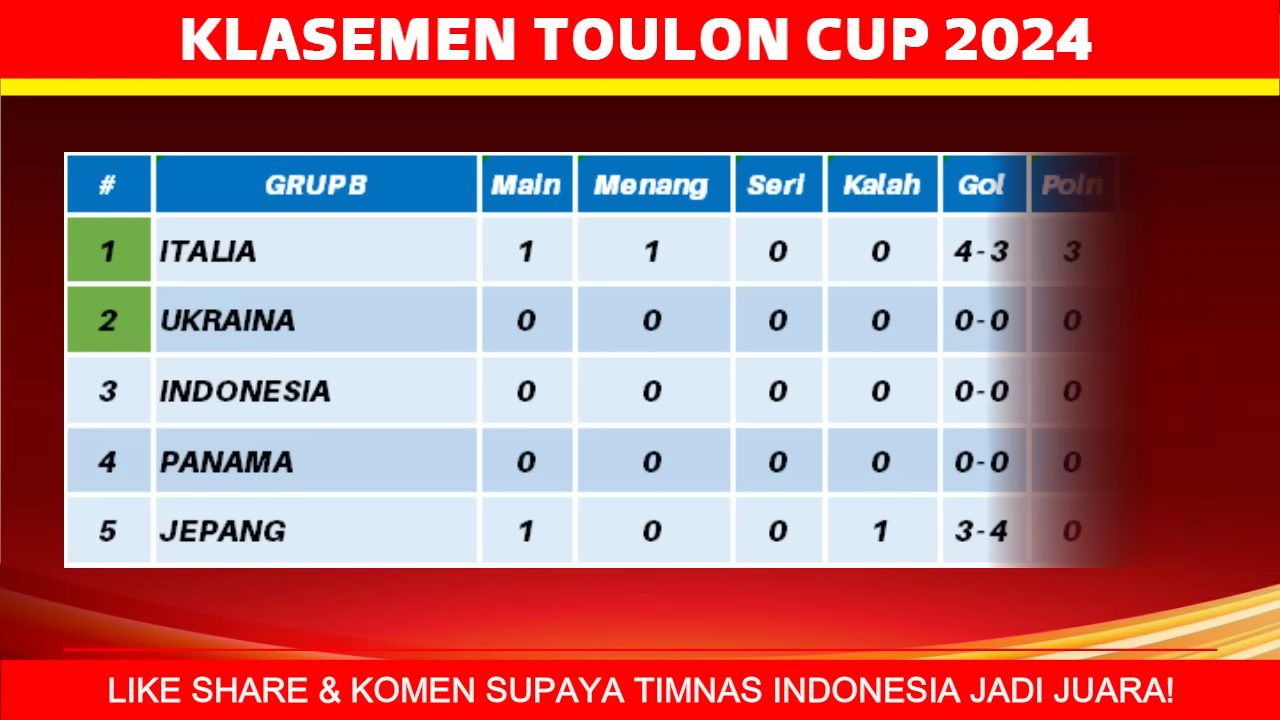 KLASEMEN TOULON CUP 2024
# GRUP B Main Menang Seri Kalah Gol Poin
1 ITALIA 1 1 0 0 4-3 3
2 UKRAINA 0 0 0 0 0-0 0
3 INDONESIA 0 0 0 0 0-0 0
4 PANAMA 0 0 0 0 0-0 0
5 JEPANG 1 0 0 1 3-4 0
LIKE SHARE & KOMEN SUPAYA TIMNAS INDONESIA JADI JUARA!